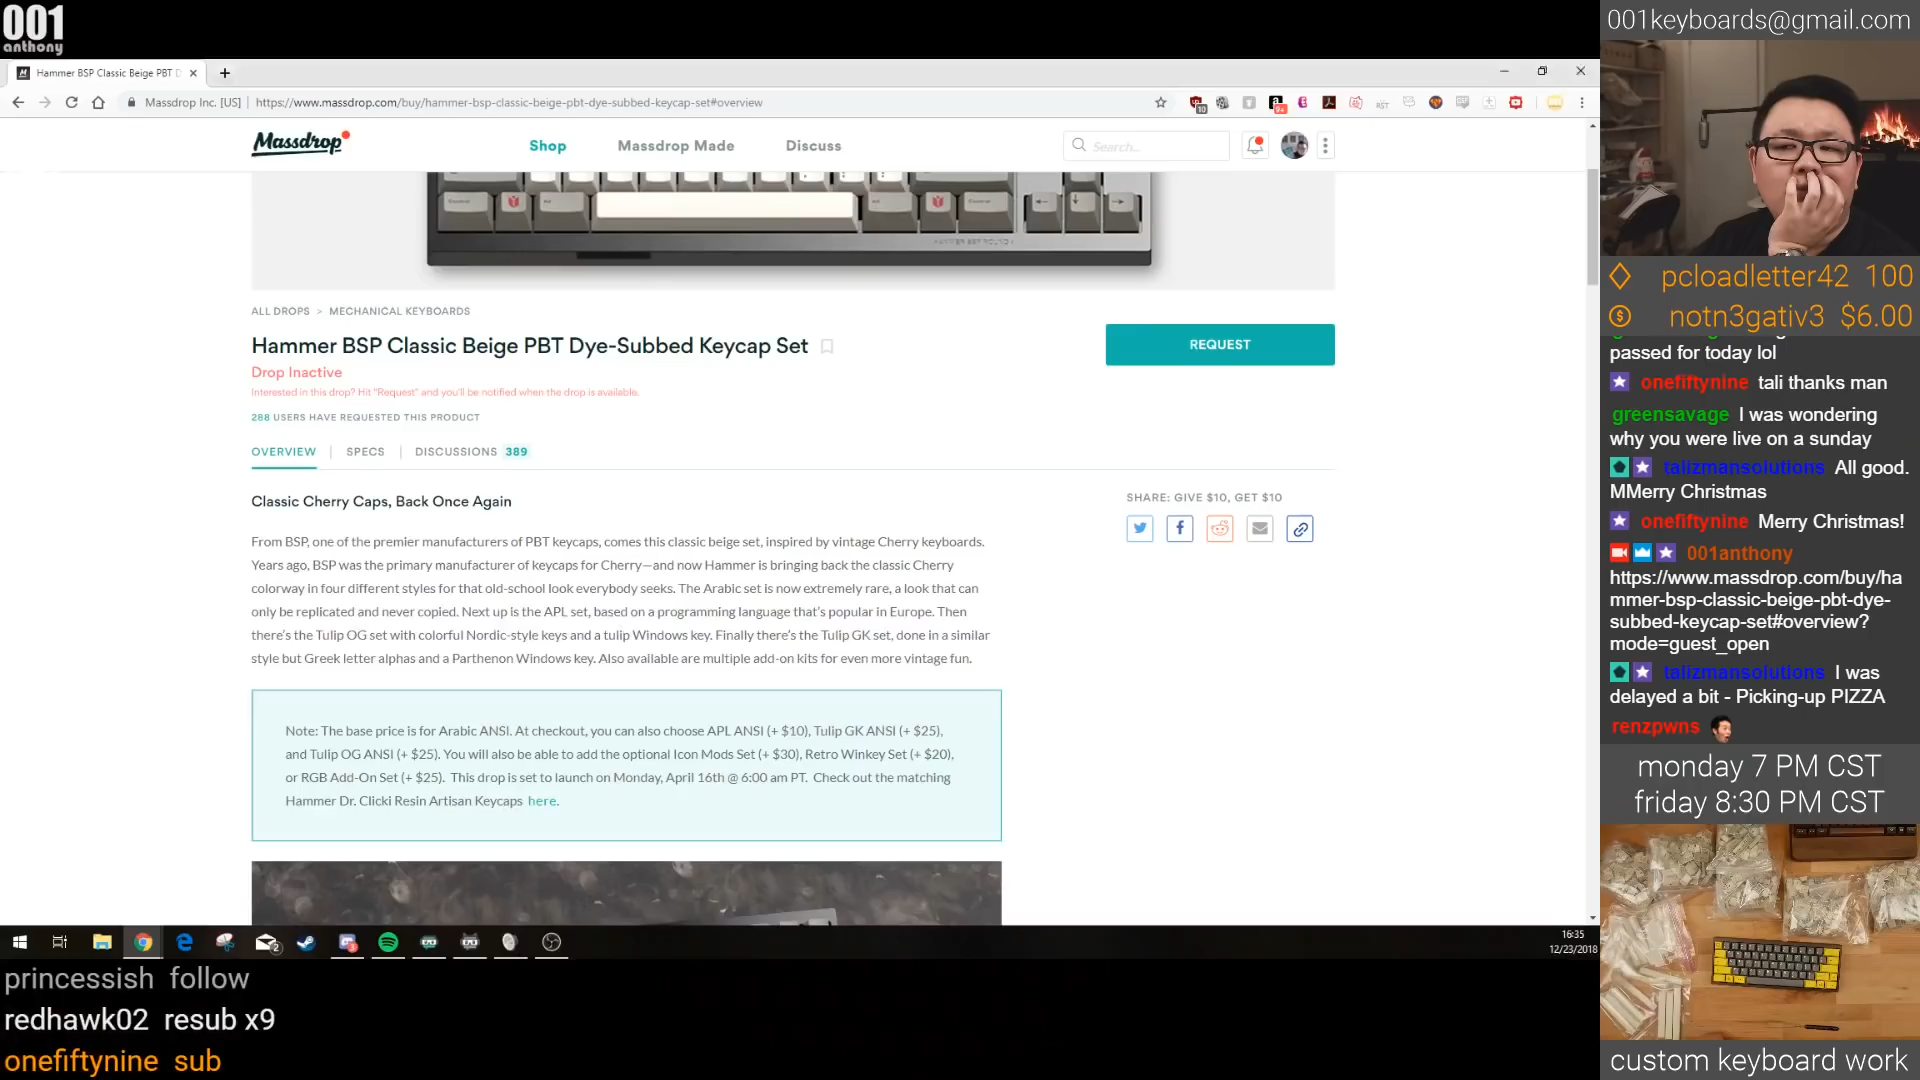 001
anthony
Hammer BSP Classic Beige PBT D
Massdrop Inc. [US]
https://www.massdrop.com/buy/hammer-bsp-classic-beige-pbt-dye-subbed-keycap-set#overview
Massdrop
Shop
Massdrop Made
Discuss
Search...
ALL DROPS > MECHANICAL KEYBOARDS
Hammer BSP Classic Beige PBT Dye-Subbed Keycap Set
REQUEST
Drop Inactive
Interested in this drop? Hit "Request" and you'll be notified when the drop is available.
288 USERS HAVE REQUESTED THIS PRODUCT
OVERVIEW | SPECS | DISCUSSIONS 389
Classic Cherry Caps, Back Once Again
SHARE: GIVE $10, GET $10
From BSP, one of the premier manufacturers of PBT keycaps, comes this classic beige set, inspired by vintage Cherry keyboards.
Years ago, BSP was the primary manufacturer of keycaps for Cherry—and now Hammer is bringing back the classic Cherry
colorway in four different styles for that old-school look everybody seeks. The Arabic set is now extremely rare, a look that can
only be replicated and never copied. Next up is the APL set, based on a programming language that's popular in Europe. Then
there's the Tulip OG set with colorful Nordic-style keys and a tulip Windows key. Finally there's the Tulip GK set, done in a similar
style but Greek letter alphas and a Parthenon Windows key. Also available are multiple add-on kits for even more vintage fun.
Note: The base price is for Arabic ANSI. At checkout, you can also choose APL ANSI (+ $10), Tulip GK ANSI (+ $25),
and Tulip OG ANSI (+ $25). You will also be able to add the optional Icon Mods Set (+ $30), Retro Winkey Set (+ $20),
or RGB Add-On Set (+ $25). This drop is set to launch on Monday, April 16th @ 6:00 am PT. Check out the matching
Hammer Dr. Clicki Resin Artisan Keycaps here.
16:35
12/23/2018
princessish follow
redhawk02 resub x9
onefiftynine sub
001keyboards@gmail.com
pcloadletter42 100
notn3gativ3 $6.00
passed for today lol
onefiftynine tali thanks man
greensavage I was wondering
why you were live on a sunday
talizmansolutions All good.
MMerry Christmas
onefiftynine Merry Christmas!
001anthony
https://www.massdrop.com/buy/ha
mmer-bsp-classic-beige-pbt-dye-
subbed-keycap-set#overview?
mode=guest_open
talizmansolutions I was
delayed a bit - Picking-up PIZZA
renzpwns
monday 7 PM CST
friday 8:30 PM CST
custom keyboard work